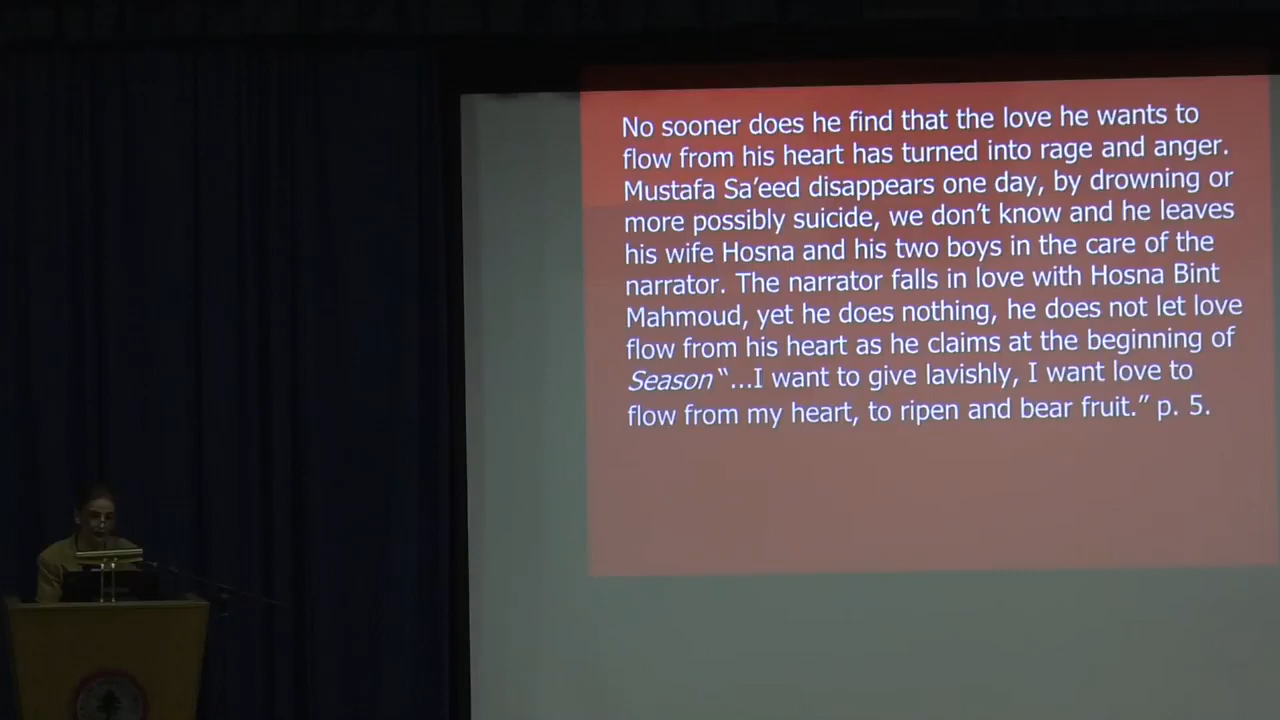 No sooner does he find that the love he wants to
flow from his heart has turned into rage and anger.
Mustafa Sa’eed disappears one day, by drowning or
more possibly suicide, we don’t know and he leaves
his wife Hosna and his two boys in the care of the
narrator. The narrator falls in love with Hosna Bint
Mahmoud, yet he does nothing, he does not let love
flow from his heart as he claims at the beginning of
Season “...I want to give lavishly, I want love to
flow from my heart, to ripen and bear fruit.” p. 5.